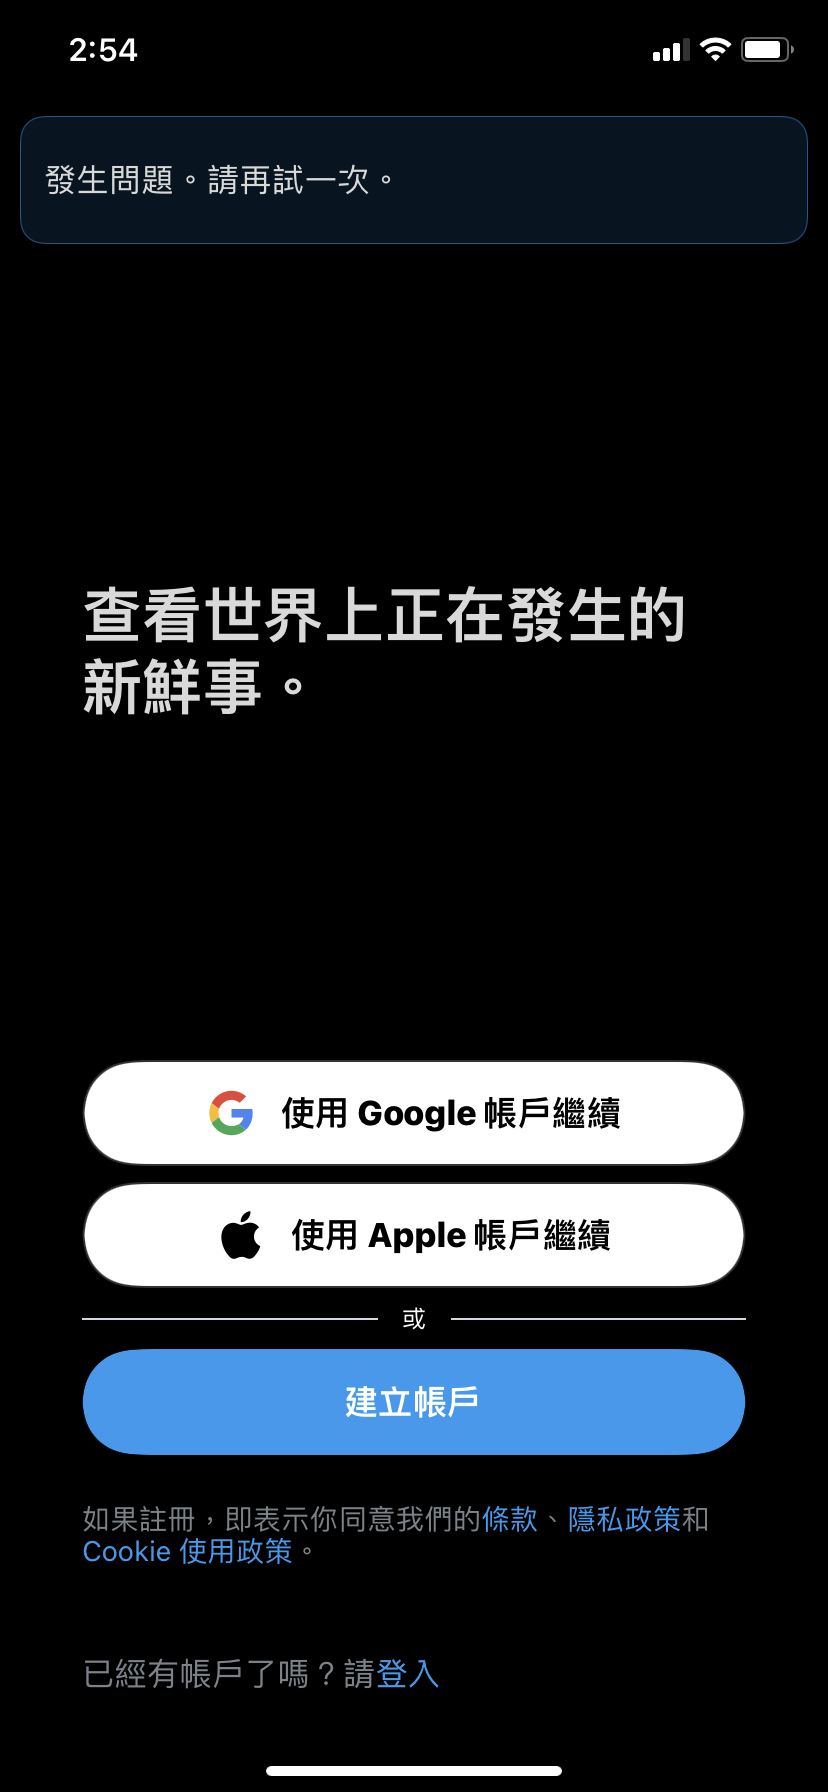 2:54
發生問題。請再試一次。
查看世界上正在發生的
新鮮事。
使用 Google 帳戶繼續
使用 Apple 帳戶繼續
或
建立帳戶
如果註冊，即表示你同意我們的條款、隱私政策和
Cookie 使用政策。
已經有帳戶了嗎？請登入